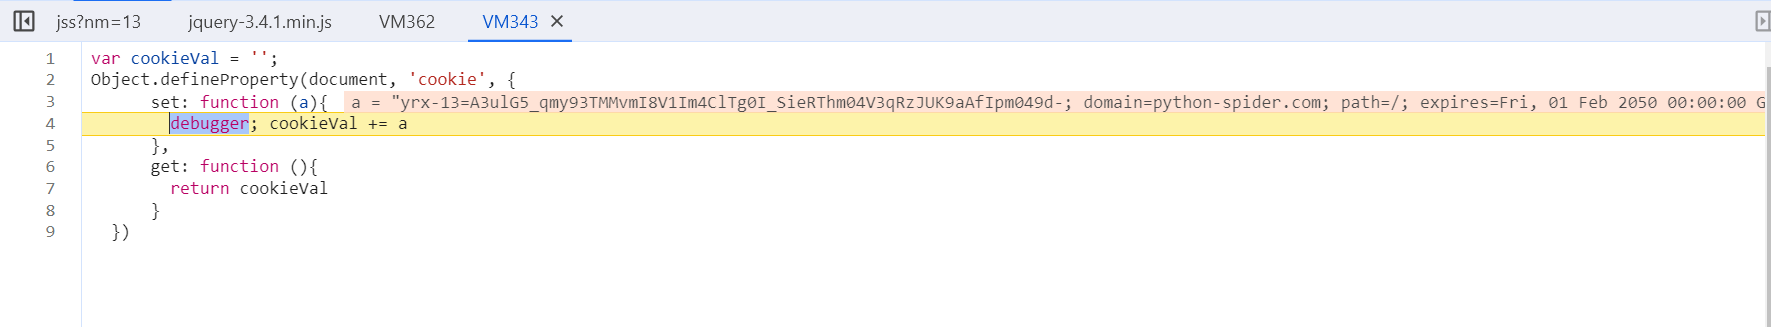 jss?nm=13 jquery-3.4.1.min.js VM362 VM343
1 var cookieVal = '';
2 Object.defineProperty(document, 'cookie', {
3 set: function (a){ a = "yrx-13=A3ulG5_qmy93TMMvmI8V1Im4ClTg0I_SieRThm04V3qRzJUK9aAfIpm049d-; domain=python-spider.com; path=/; expires=Fri, 01 Feb 2050 00:00:00 G
4 debugger; cookieVal += a
5 },
6 get: function (){
7 return cookieVal
8 }
9 })